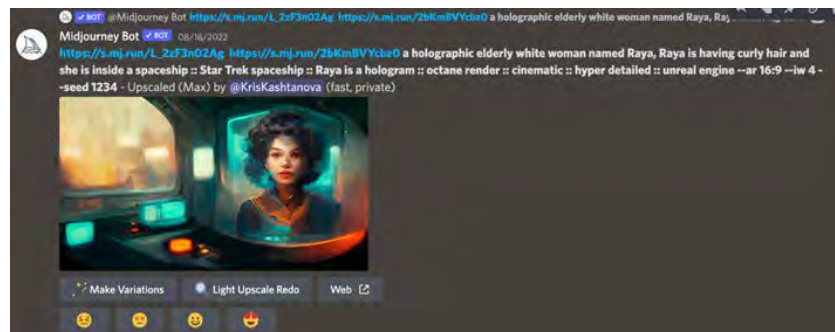 BOT @Midjourney Bot https://s.mj.run/L_2zF3n02Ag https://s.mj.run/2bKmBVYcbz0 a holographic elderly white woman named Raya,
Midjourney Bot BOT 08/16/2022
https://s.mj.run/L_2zF3n02Ag https://s.mj.run/2bKmBVYcbz0 a holographic elderly white woman named Raya, Raya is having curly hair and
she is inside a spaceship :: Star Trek spaceship :: Raya is a hologram :: octane render :: cinematic :: hyper detailed :: unreal engine --ar 16:9 --iw 4 -
-seed 1234 - Upscaled (Max) by @KrisKashtanova (fast, private)
Make Variations Light Upscale Redo Web